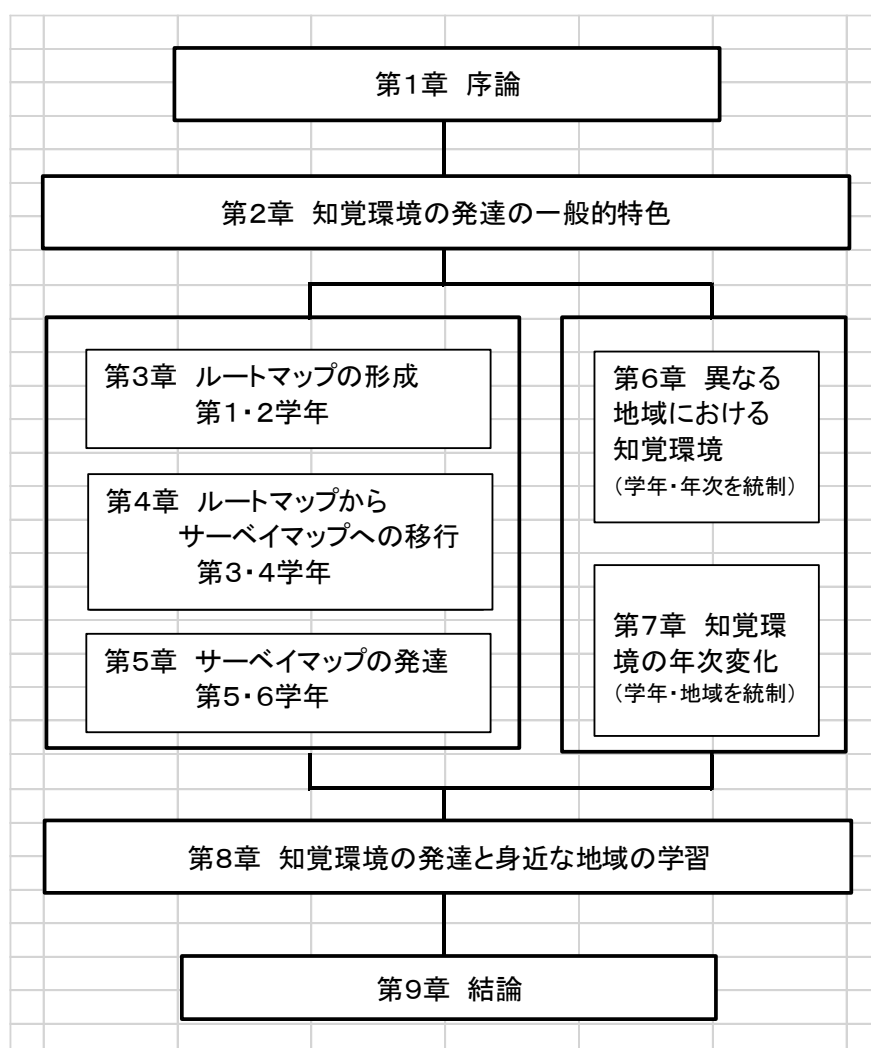 第1章 序論
第2章 知覚環境の発達の一般的特色
第3章 ルートマップの形成
第1・2学年
第4章 ルートマップから
サーベイマップへの移行
第3・4学年
第5章 サーベイマップの発達
第5・6学年
第6章 異なる
地域における
知覚環境
（学年・年次を統制）
第7章 知覚環
境の年次変化
（学年・地域を統制）
第8章 知覚環境の発達と身近な地域の学習
第9章 結論